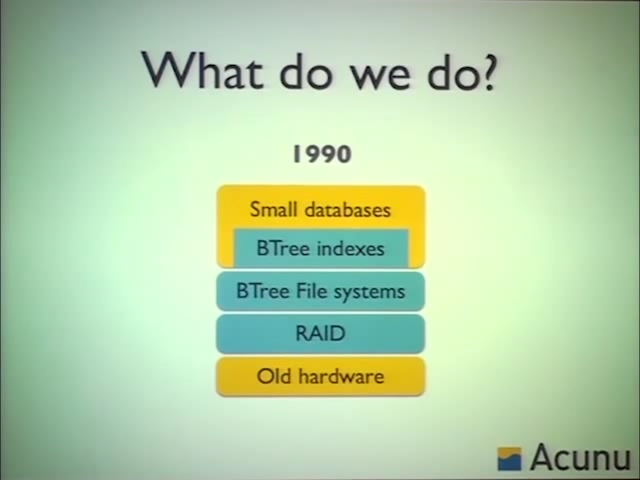 What do we do?
1990
Small databases
BTree indexes
BTree File systems
RAID
Old hardware
Acunu